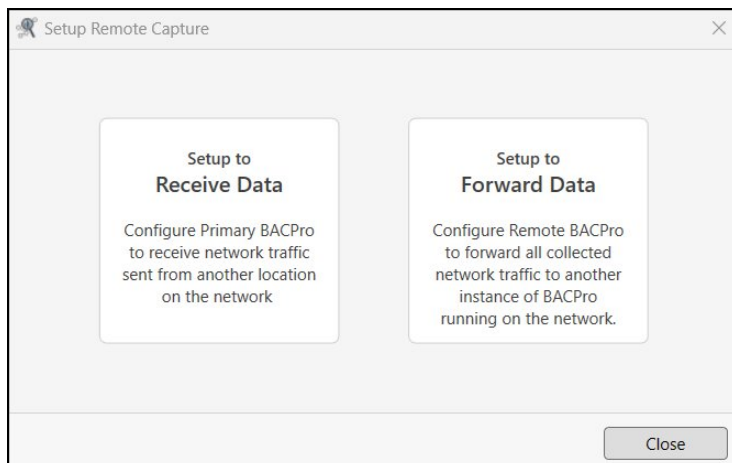 Setup Remote Capture
Setup to
Receive Data
Configure Primary BACPro
to receive network traffic
sent from another location
on the network
Setup to
Forward Data
Configure Remote BACPro
to forward all collected
network traffic to another
instance of BACPro
running on the network.
Close